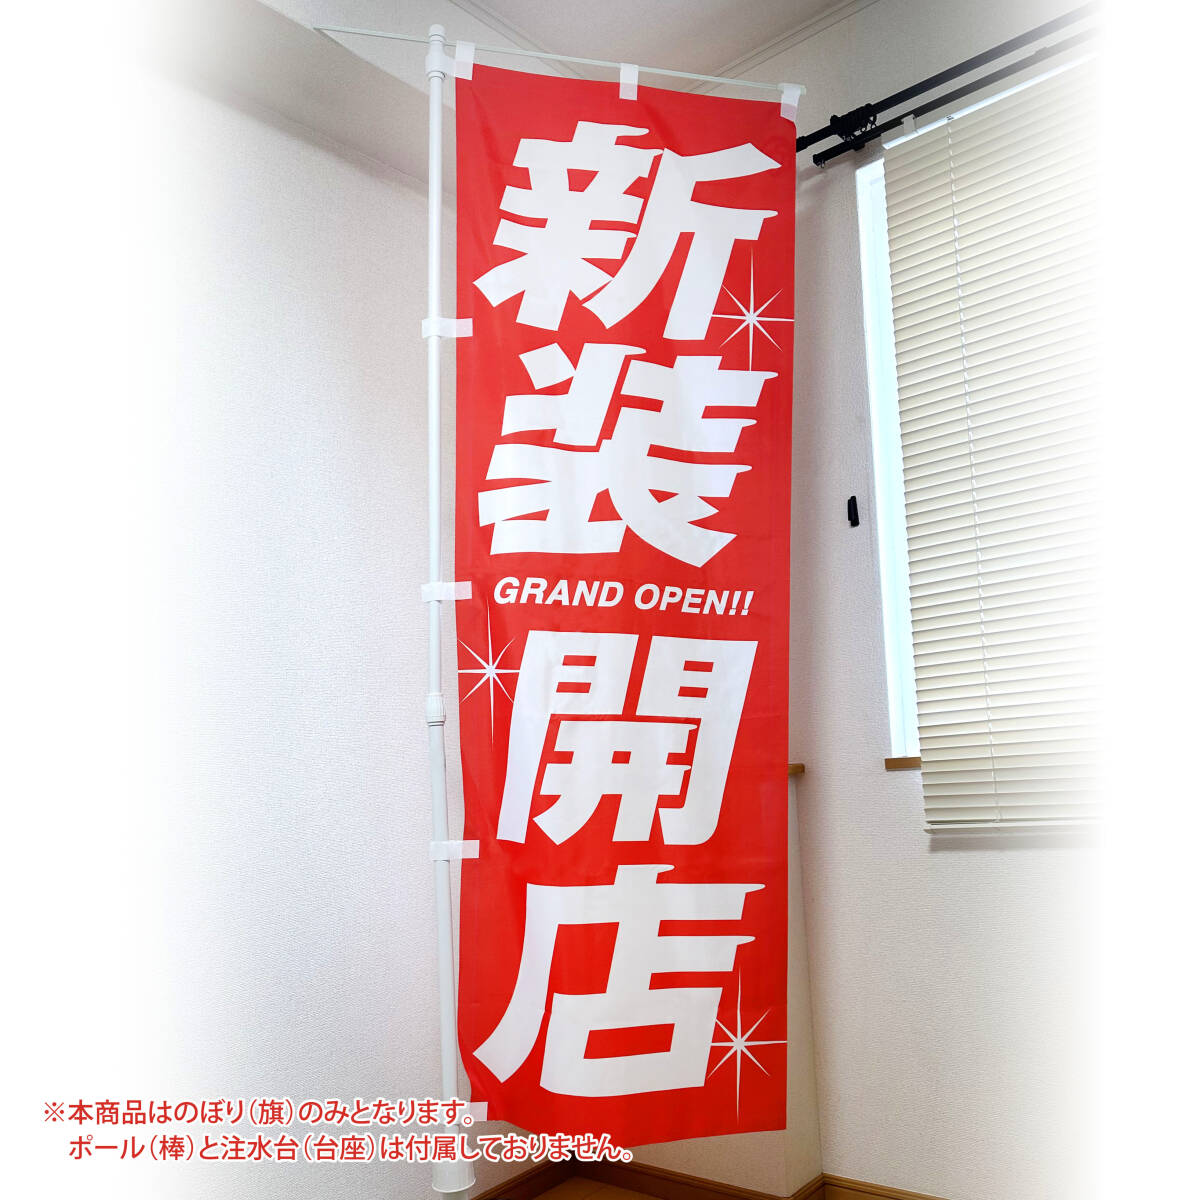 新装
GRAND OPEN!!
開店
※本商品はのぼり（旗）のみとなります。
ポール（棒）と注水台（台座）は付属しておりません。